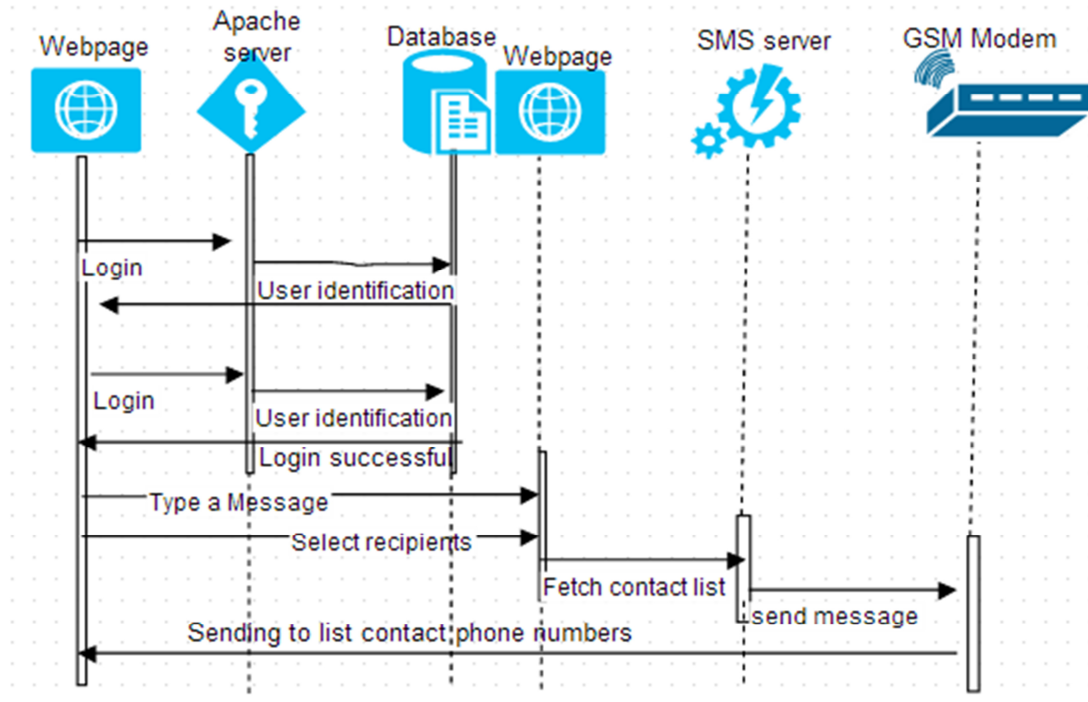 Webpage
Apache
server
Database
Webpage
SMS server
GSM Modem
Login
User identification
Login
User identification
Login successful
Type a Message
Select recipients
Fetch contact list
send message
Sending to list contact phone numbers